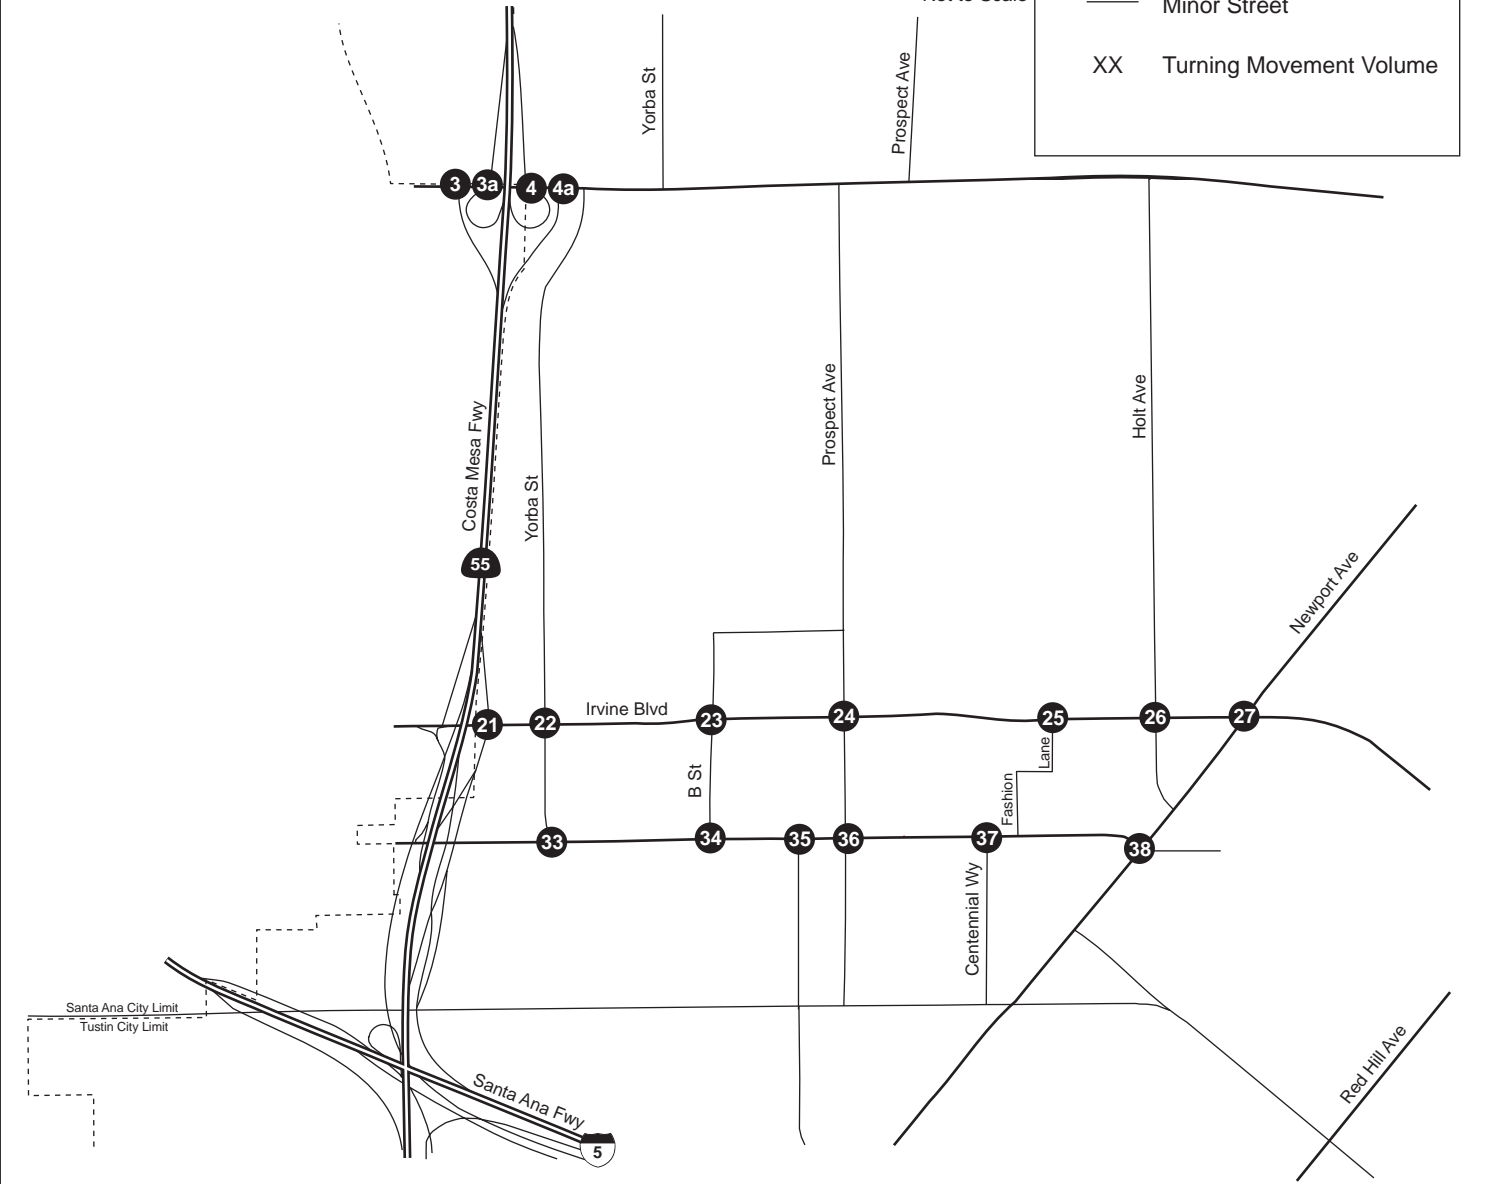 Minor Street
XX Turning Movement Volume
Yorba St
Prospect Ave
3 3a 4 4a
Costa Mesa Fwy
Yorba St
Prospect Ave
Holt Ave
55
Newport Ave
Irvine Blvd
21 22 23 24 25 26 27
B St
Fashion
Lane
33 34 35 36 37 38
Centennial Wy
Santa Ana City Limit
Tustin City Limit
Santa Ana Fwy
5
Red Hill Ave